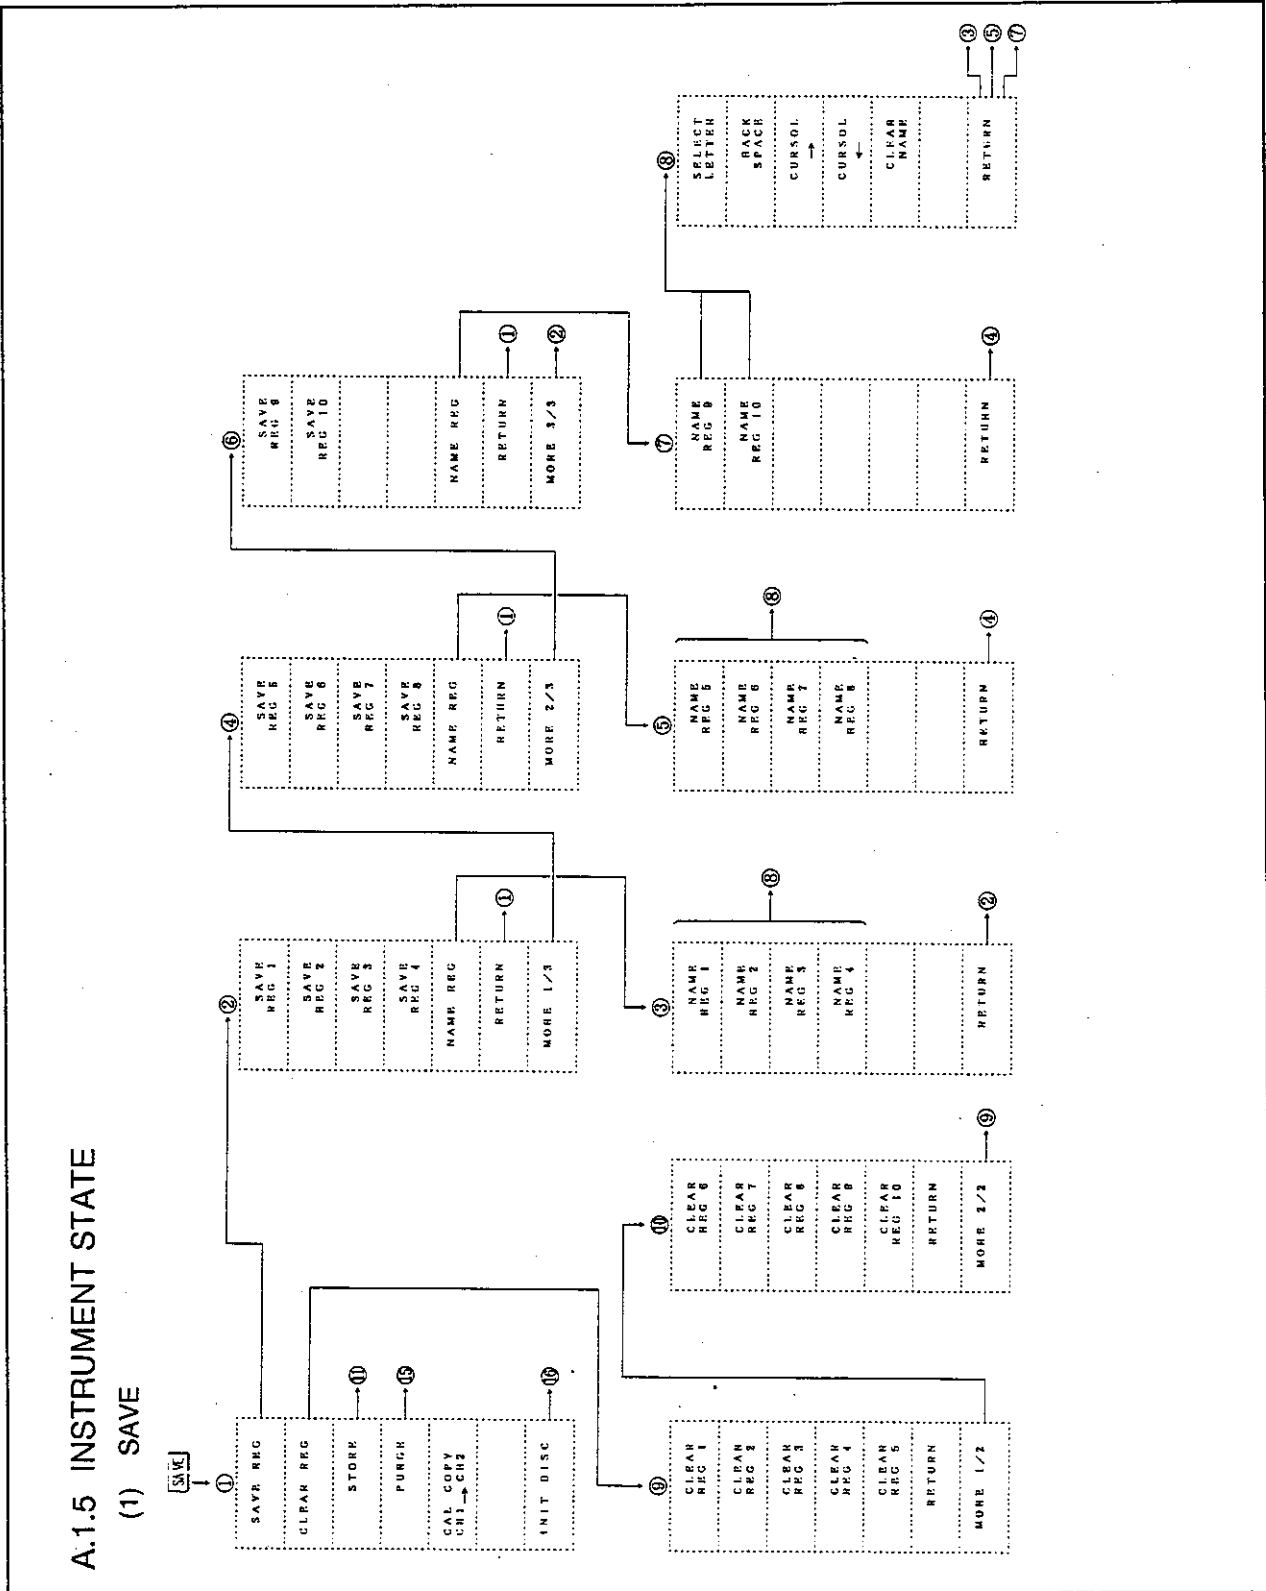 A.1.5 INSTRUMENT STATE
(1) SAVE
SAVE
①
SAVE REG
CLEAR REG
STORE
⑪
PURGE
⑮
CAL COPY
CH1→CH2
INIT DISC
⑯
②
SAVE
REG 1
SAVE
REG 2
SAVE
REG 3
SAVE
REG 4
NAME REG
RETURN
①
MORE 1/3
④
SAVE
REG 5
SAVE
REG 6
SAVE
REG 7
SAVE
REG 8
NAME REG
RETURN
①
MORE 2/3
⑥
SAVE
REG 9
SAVE
REG 10
NAME REG
RETURN
①
MORE 3/3
②
⑨
CLEAR
REG 1
CLEAR
REG 2
CLEAR
REG 3
CLEAR
REG 4
CLEAR
REG 5
RETURN
MORE 1/2
⑩
CLEAR
REG 6
CLEAR
REG 7
CLEAR
REG 8
CLEAR
REG 9
CLEAR
REG 10
RETURN
MORE 2/2
⑨
③
NAME
REG 1
NAME
REG 2
NAME
REG 3
NAME
REG 4
⑧
RETURN
②
⑤
NAME
REG 5
NAME
REG 6
NAME
REG 7
NAME
REG 8
⑧
RETURN
④
⑦
NAME
REG 9
NAME
REG 10
RETURN
④
⑧
SELECT
LETTER
BACK
SPACE
CURSOL
→
CURSOL
←
CLEAR
NAME
RETURN
③
⑤
⑦